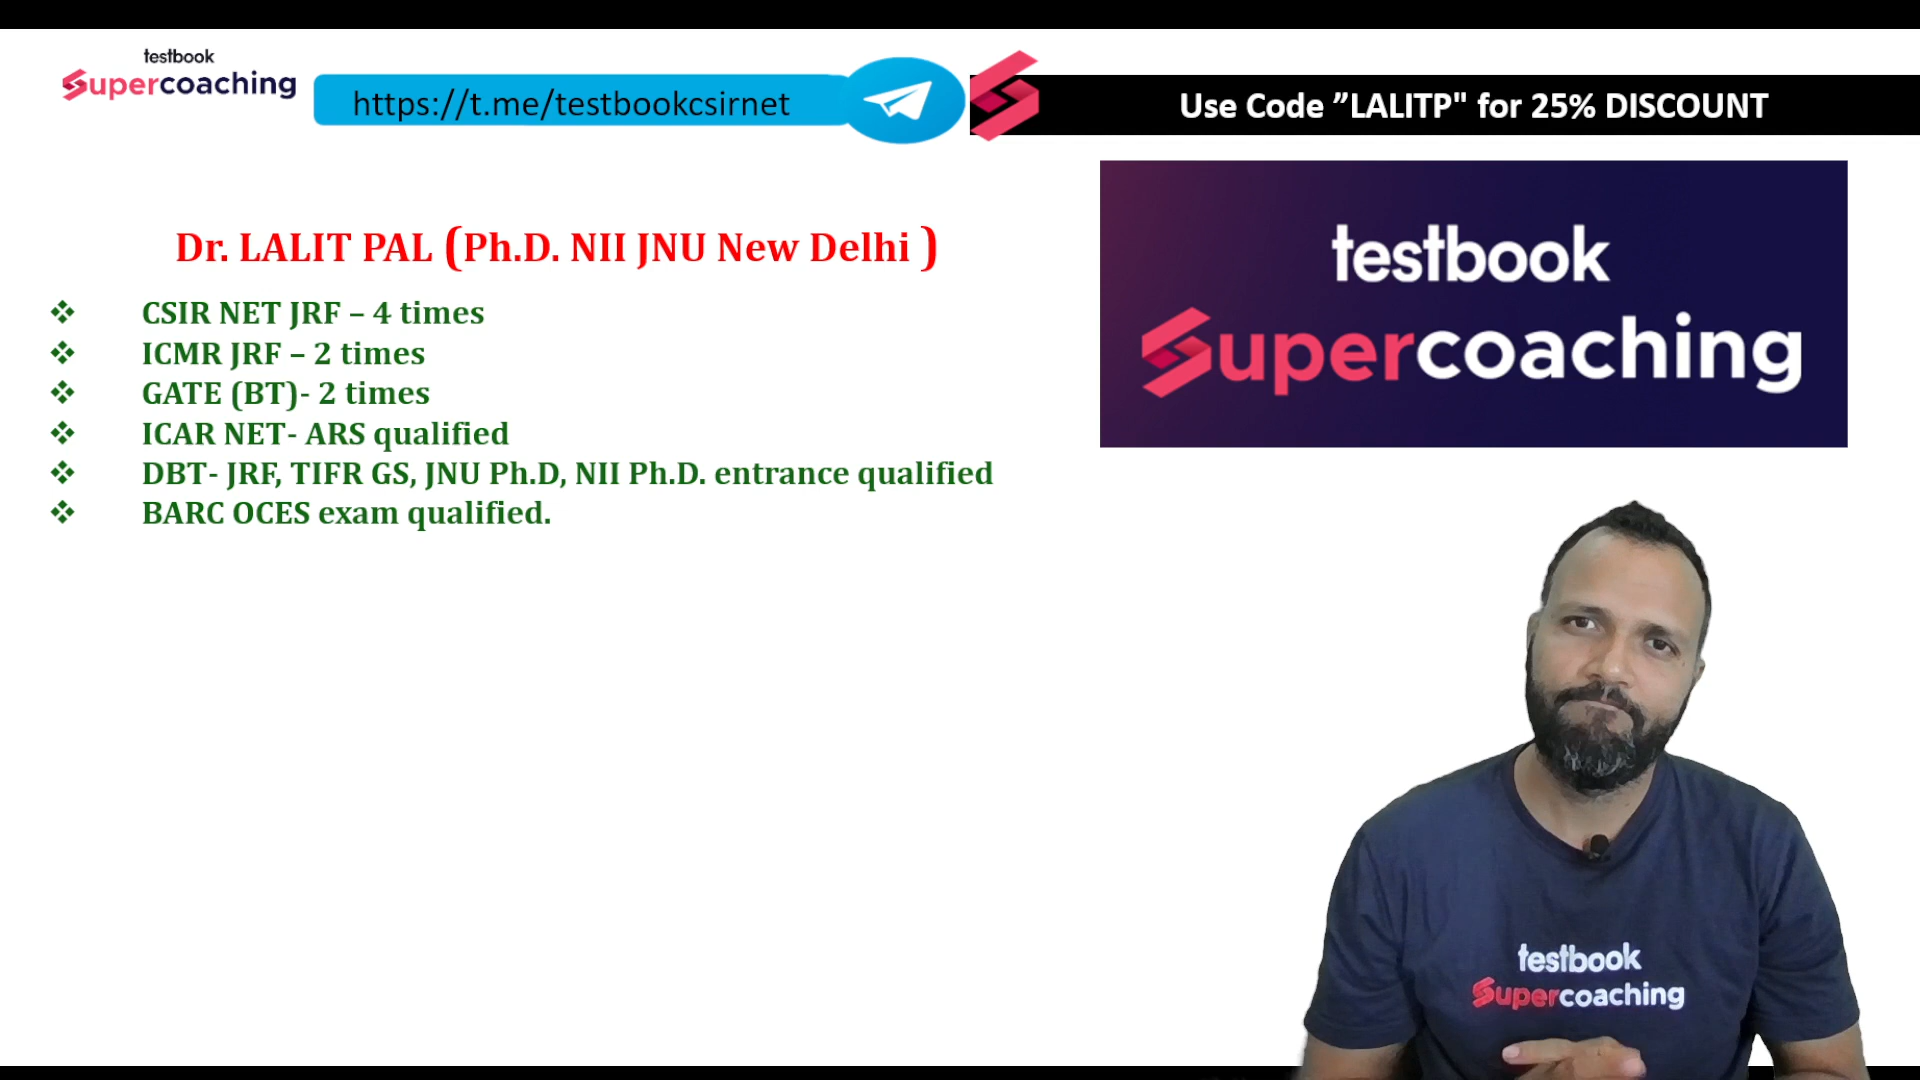 testbook
Supercoaching
https://t.me/testbookcsirnet
Use Code ”LALITP" for 25% DISCOUNT
testbook
Supercoaching
Dr. LALIT PAL (Ph.D. NII JNU New Delhi )
❖ CSIR NET JRF – 4 times
❖ ICMR JRF – 2 times
❖ GATE (BT)- 2 times
❖ ICAR NET- ARS qualified
❖ DBT- JRF, TIFR GS, JNU Ph.D, NII Ph.D. entrance qualified
❖ BARC OCES exam qualified.
testbook
Supercoaching